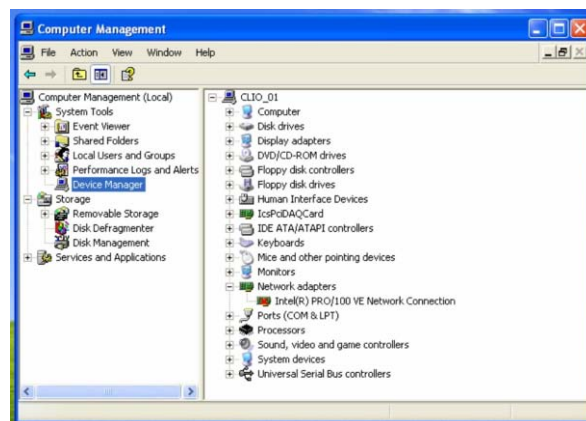 Computer Management
File Action View Window Help
Computer Management (Local)
System Tools
Event Viewer
Shared Folders
Local Users and Groups
Performance Logs and Alerts
Device Manager
Storage
Removable Storage
Disk Defragmenter
Disk Management
Services and Applications
CLIO_01
Computer
Disk drives
Display adapters
DVD/CD-ROM drives
Floppy disk controllers
Floppy disk drives
Human Interface Devices
IcsPciDAQCard
IDE ATA/ATAPI controllers
Keyboards
Mice and other pointing devices
Monitors
Network adapters
Intel(R) PRO/100 VE Network Connection
Ports (COM & LPT)
Processors
Sound, video and game controllers
System devices
Universal Serial Bus controllers